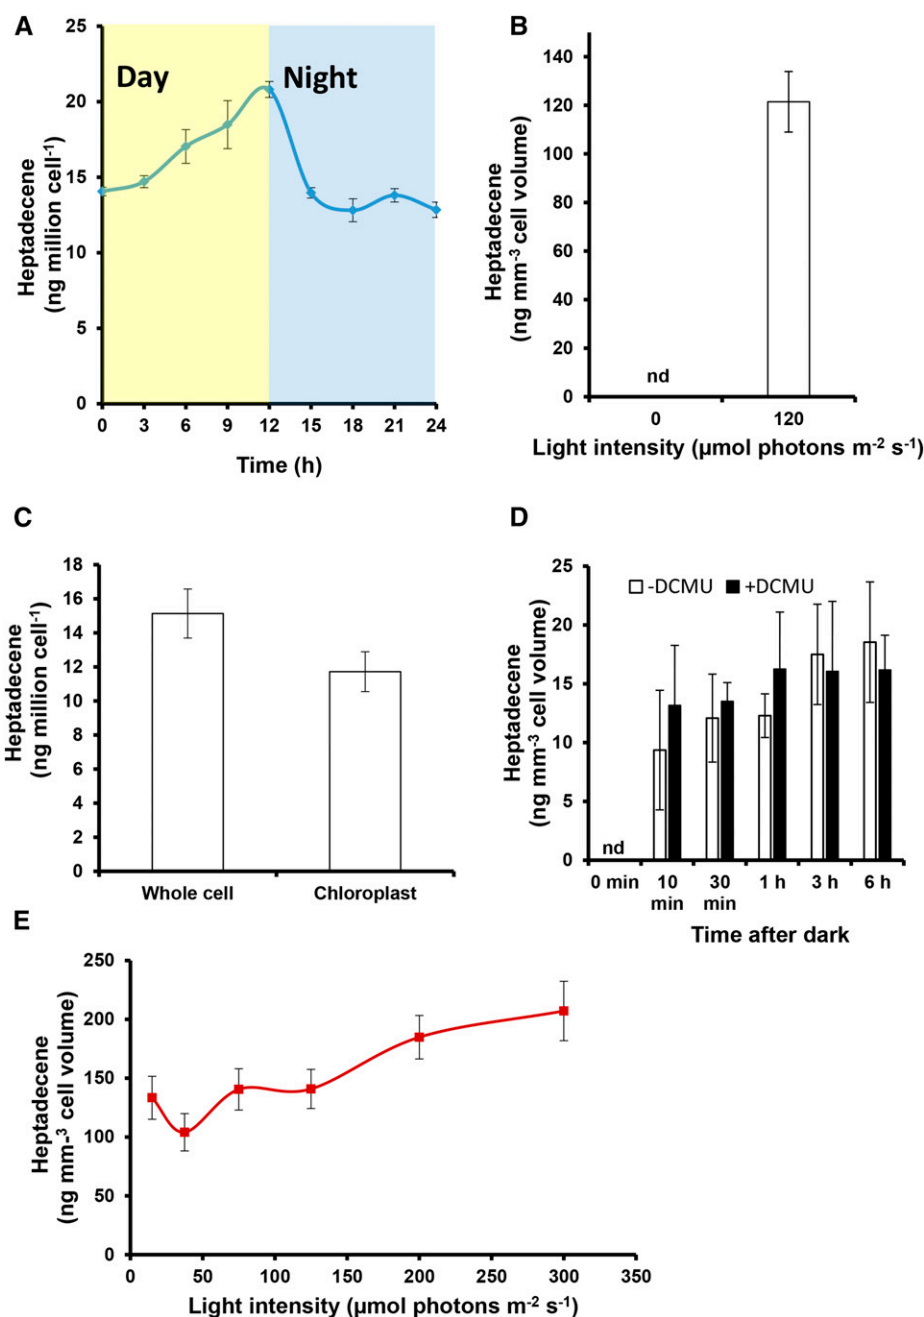 A
Day
Night
Heptadecene
(ng million cell⁻¹)
25
20
15
10
5
0
0 3 6 9 12 15 18 21 24
Time (h)
B
Heptadecene
(ng mm⁻³ cell volume)
140
120
100
80
60
40
20
0
nd
0 120
Light intensity (µmol photons m⁻² s⁻¹)
C
Heptadecene
(ng million cell⁻¹)
18
16
14
12
10
8
6
4
2
0
Whole cell Chloroplast
D
Heptadecene
(ng mm⁻³ cell volume)
25
20
15
10
5
0
-DCMU +DCMU
nd
0 min 10 min 30 min 1 h 3 h 6 h
Time after dark
E
Heptadecene
(ng mm-³ cell volume)
250
200
150
100
50
0
0 50 100 150 200 250 300 350
Light intensity (µmol photons m⁻² s⁻¹)